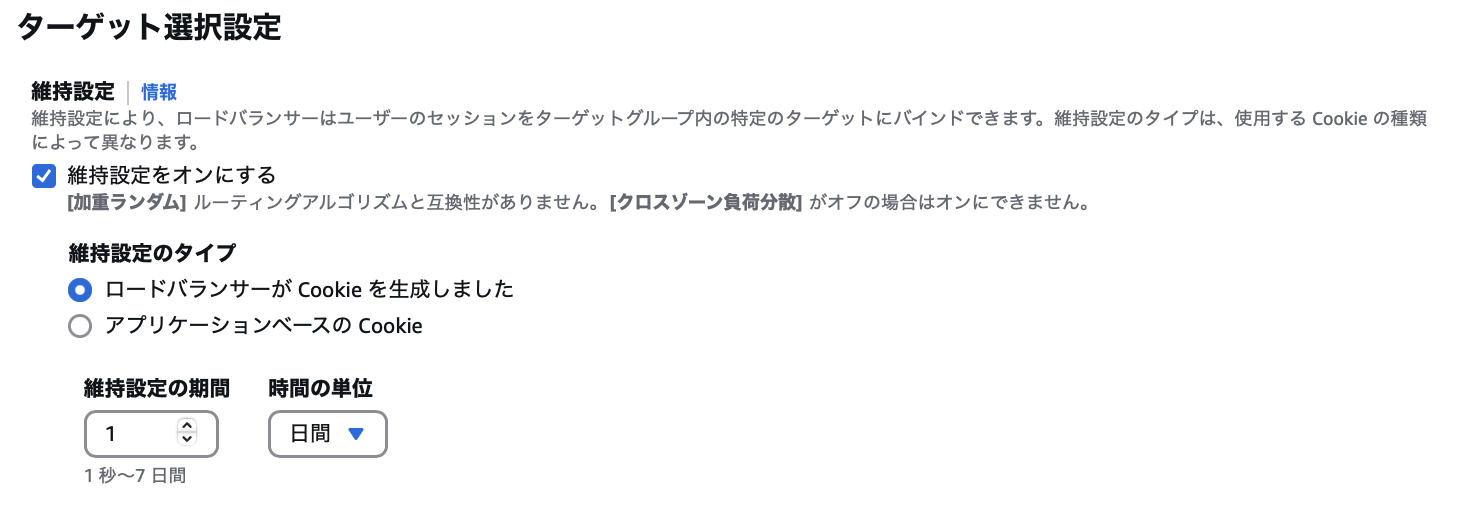 ターゲット選択設定
維持設定 | 情報
維持設定により、ロードバランサーはユーザーのセッションをターゲットグループ内の特定のターゲットにバインドできます。維持設定のタイプは、使用する Cookie の種類
によって異なります。
維持設定をオンにする
[加重ランダム] ルーティングアルゴリズムと互換性がありません。[クロスゾーン負荷分散] がオフの場合はオンにできません。
維持設定のタイプ
ロードバランサーが Cookie を生成しました
アプリケーションベースの Cookie
維持設定の期間 時間の単位
1 日間
1 秒～7 日間